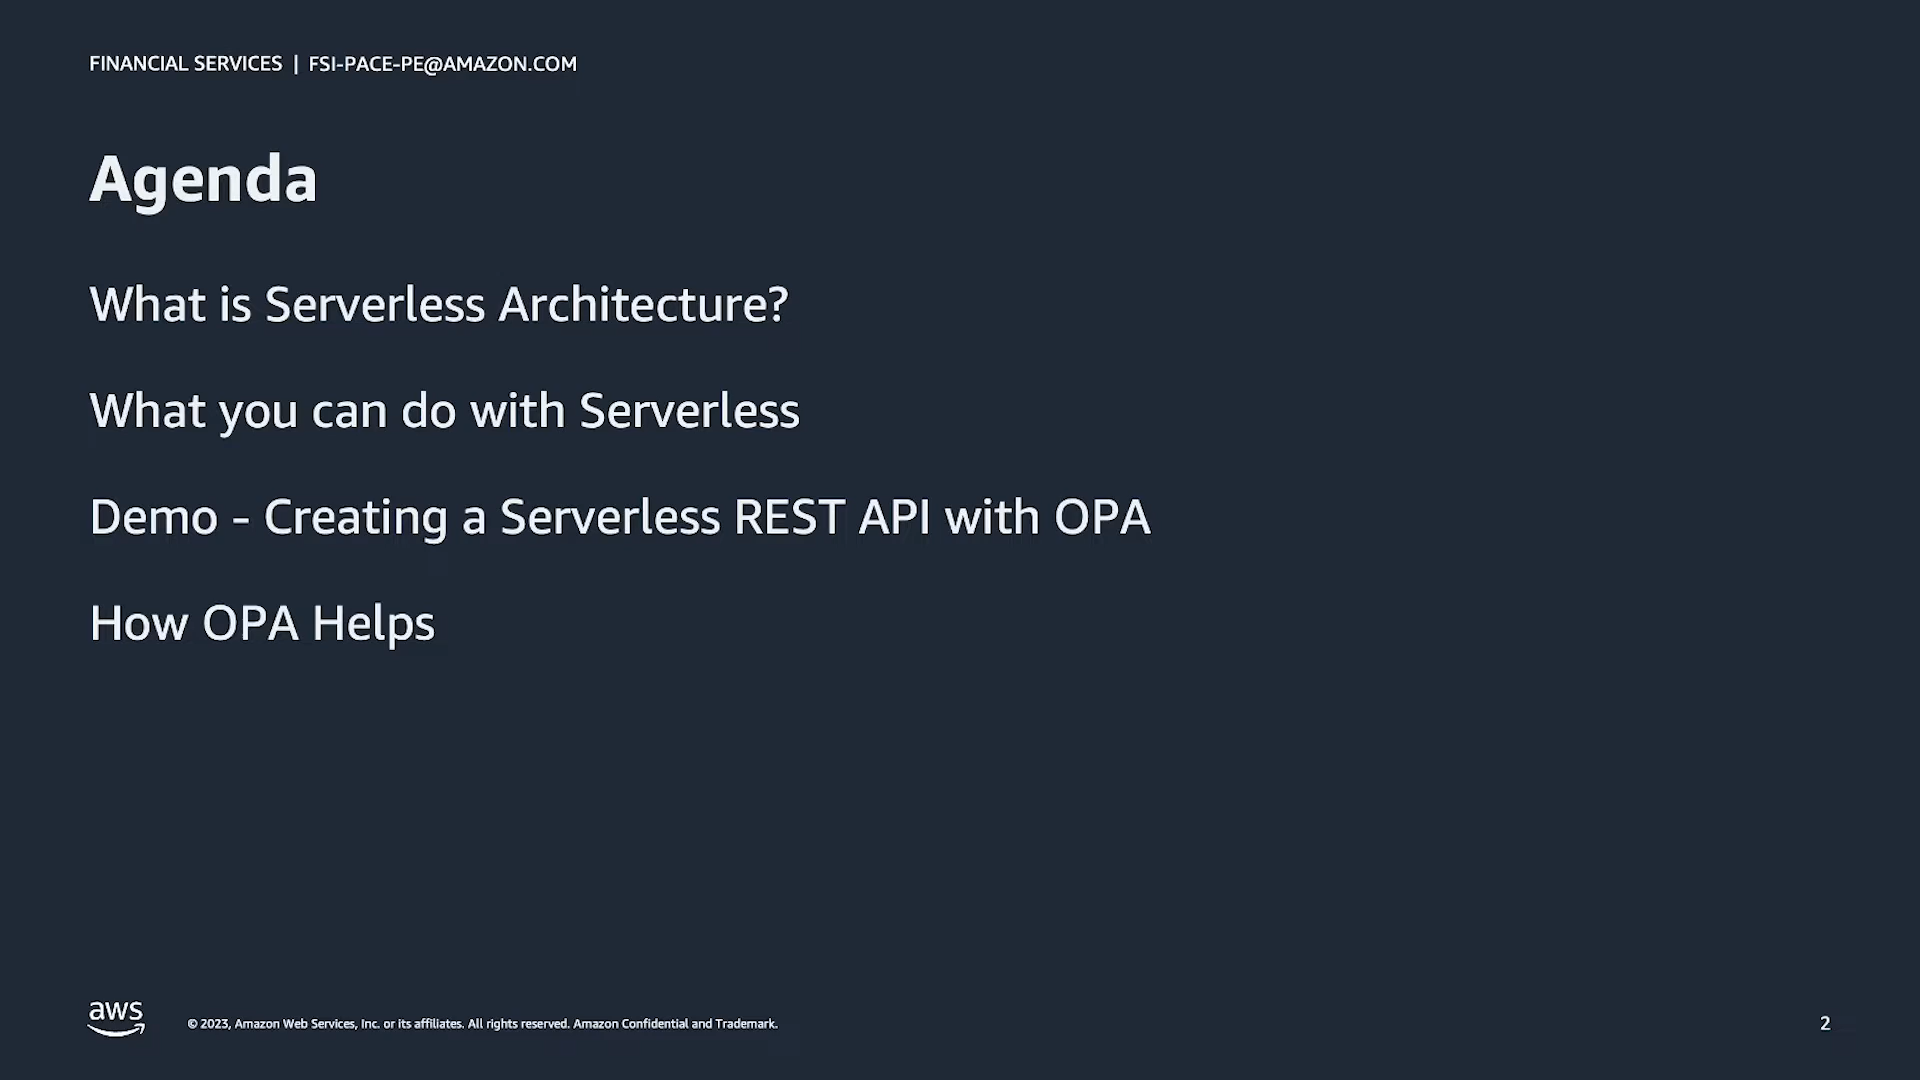 FINANCIAL SERVICES | FSI-PACE-PE@AMAZON.COM
Agenda
What is Serverless Architecture?
What you can do with Serverless
Demo - Creating a Serverless REST API with OPA
How OPA Helps
aws
© 2023, Amazon Web Services, Inc. or its affiliates. All rights reserved. Amazon Confidential and Trademark.
2